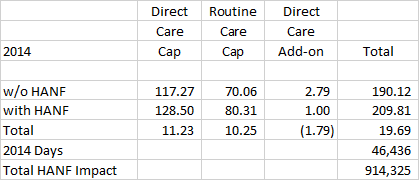 Direct Routine Direct
Care Care Care
2014 Cap Cap Add-on Total
w/o HANF 117.27 70.06 2.79 190.12
with HANF 128.50 80.31 1.00 209.81
Total 11.23 10.25 (1.79) 19.69
2014 Days 46,436
Total HANF Impact 914,325